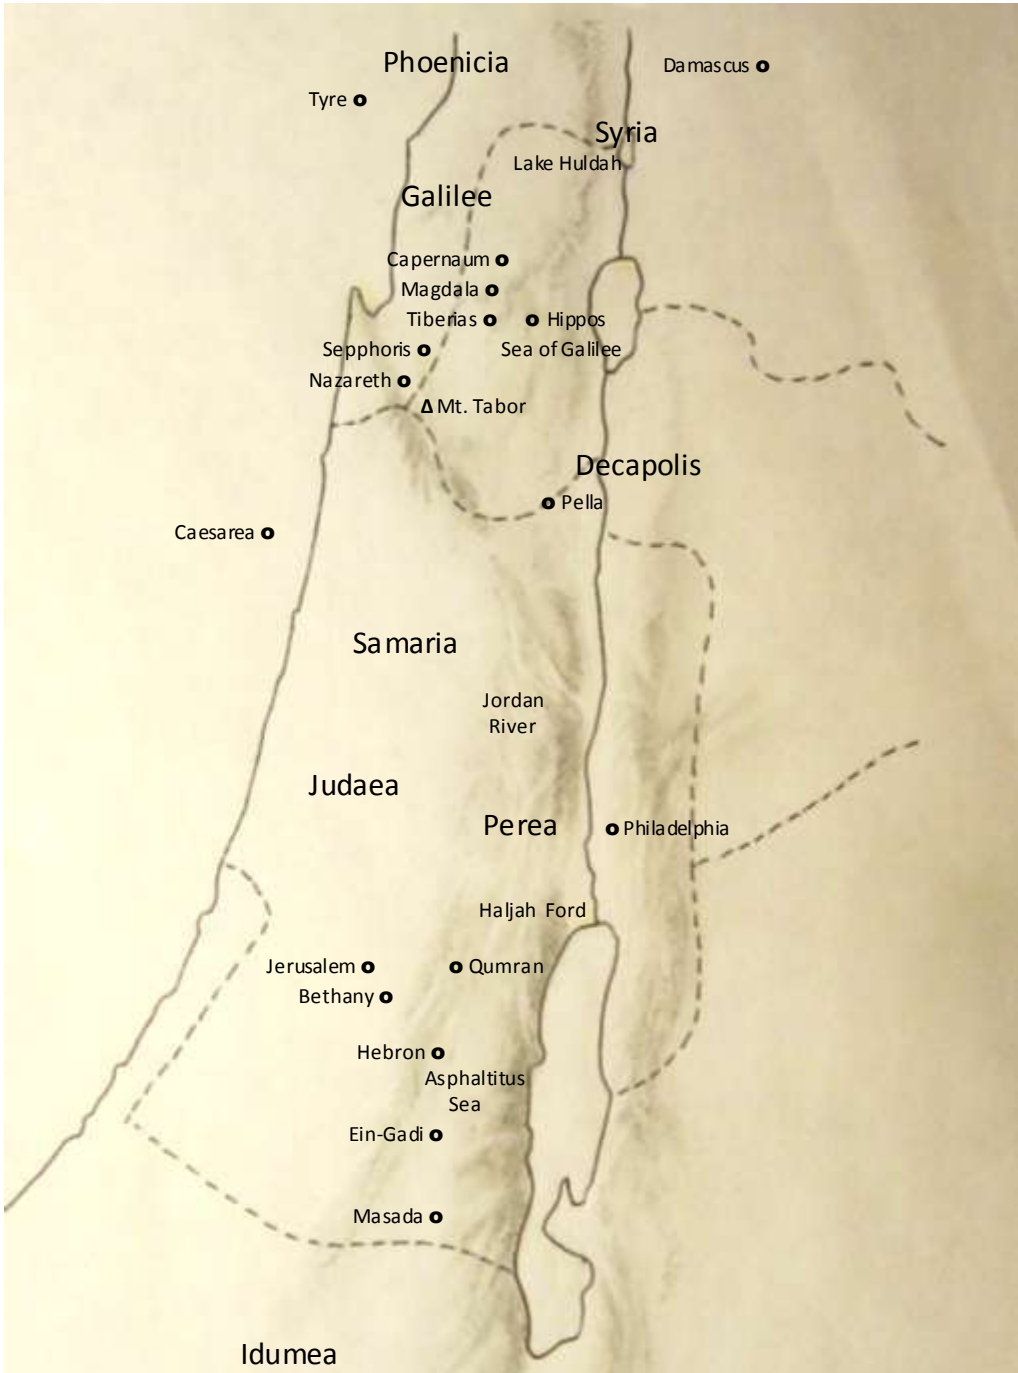 Phoenicia
Damascus
Tyre
Syria
Lake Huldah
Galilee
Capernaum
Magdala
Tiberias
Hippos
Sepphoris
Sea of Galilee
Nazareth
Δ Mt. Tabor
Decapolis
Pella
Caesarea
Samaria
Jordan
River
Judaea
Perea
Philadelphia
Haljah Ford
Jerusalem
Qumran
Bethany
Hebron
Asphaltitus
Sea
Ein-Gadi
Masada
Idumea